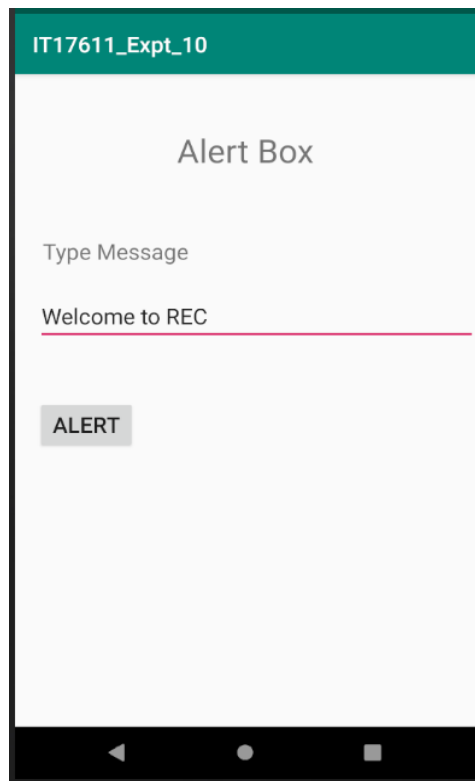 IT17611_Expt_10
Alert Box
Type Message
Welcome to REC
ALERT